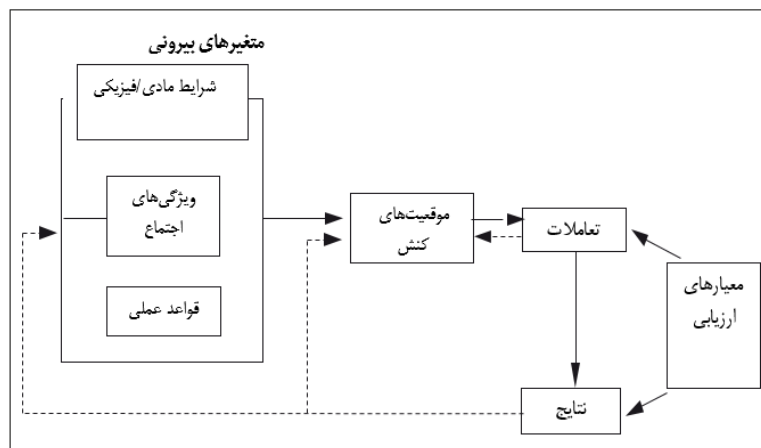 متغیرهای بیرونی
شرایط مادی/فیزیکی
ویژگی‌های
اجتماع
قواعد عملی
موقعیت‌های
کنش
تعاملات
معیارهای
ارزیابی
نتایج